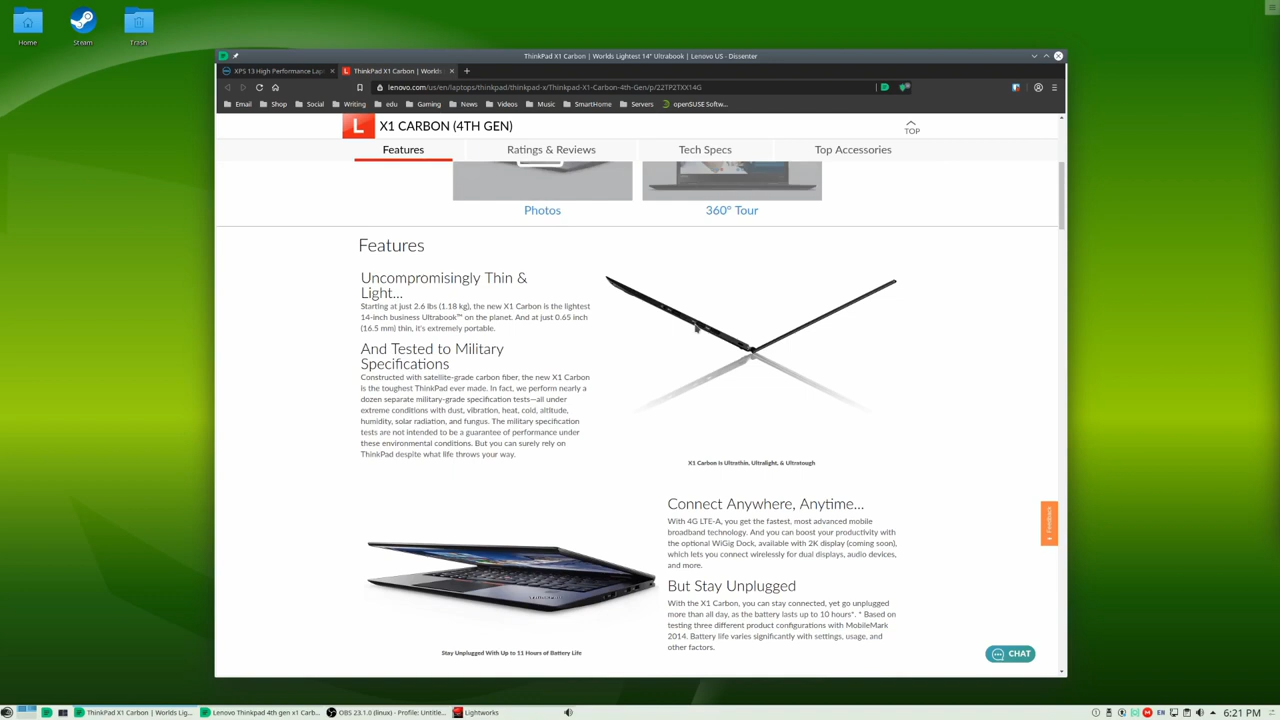 Home
Steam
Trash
ThinkPad X1 Carbon | Worlds Lightest 14" Ultrabook | Lenovo US - Dissenter
XPS 13 High Performance Lap
ThinkPad X1 Carbon | Worlds
lenovo.com/us/en/laptops/thinkpad/thinkpad-x/Thinkpad-X1-Carbon-4th-Gen/p/22TP2TXX14G
Email Shop Social Writing edu Gaming News Videos Music SmartHome Servers openSUSE Softw...
L X1 CARBON (4TH GEN)
TOP
Features Ratings & Reviews Tech Specs Top Accessories
Photos 360° Tour
Features
Uncompromisingly Thin &
Light...
Starting at just 2.6 lbs (1.18 kg), the new X1 Carbon is the lightest
14-inch business Ultrabook™ on the planet. And at just 0.65 inch
(16.5 mm) thin, it's extremely portable.
And Tested to Military
Specifications
Constructed with satellite-grade carbon fiber, the new X1 Carbon
is the toughest ThinkPad ever made. In fact, we perform nearly a
dozen separate military-grade specification tests—all under
extreme conditions with dust, vibration, heat, cold, altitude,
humidity, solar radiation, and fungus. The military specification
tests are not intended to be a guarantee of performance under
these environmental conditions. But you can surely rely on
ThinkPad despite what life throws your way.
X1 Carbon Is Ultrathin, Ultralight, & Ultratough
Connect Anywhere, Anytime...
With 4G LTE-A, you get the fastest, most advanced mobile
broadband technology. And you can boost your productivity with
the optional WiGig Dock, available with 2K display (coming soon),
which lets you connect wirelessly for dual displays, audio devices,
and more.
But Stay Unplugged
With the X1 Carbon, you can stay connected, yet go unplugged
more than all day, as the battery lasts up to 10 hours*. * Based on
testing three different product configurations with MobileMark
2014. Battery life varies significantly with settings, usage, and
other factors.
Stay Unplugged With Up to 11 Hours of Battery Life
Feedback
CHAT
ThinkPad X1 Carbon | Worlds Lig...
Lenovo Thinkpad 4th gen x1 Carb...
OBS 23.1.0 (linux) - Profile: Untitle...
Lightworks
EN
6:21 PM